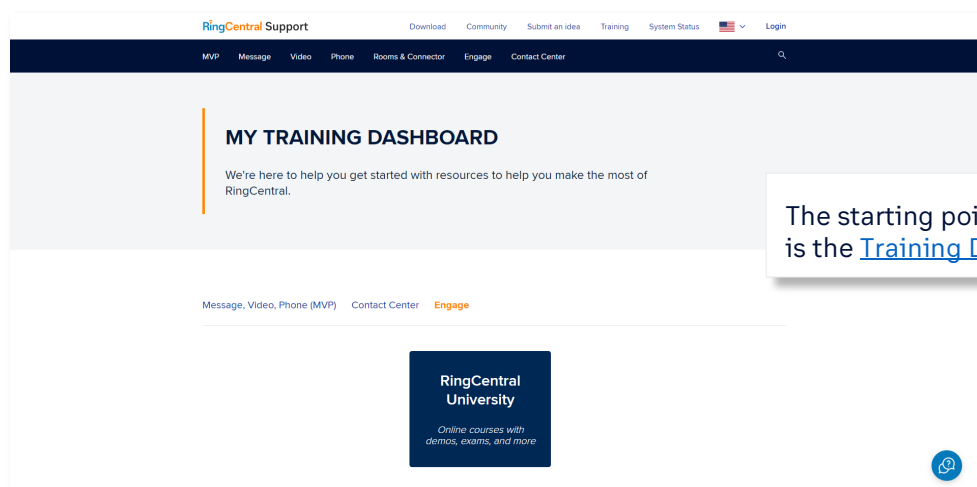 RingCentral Support
Download Community Submit an idea Training System Status Login
MVP Message Video Phone Rooms & Connector Engage Contact Center
MY TRAINING DASHBOARD
We're here to help you get started with resources to help you make the most of
RingCentral.
The starting poi
is the Training D
Message, Video, Phone (MVP) Contact Center Engage
RingCentral
University
Online courses with
demos, exams, and more